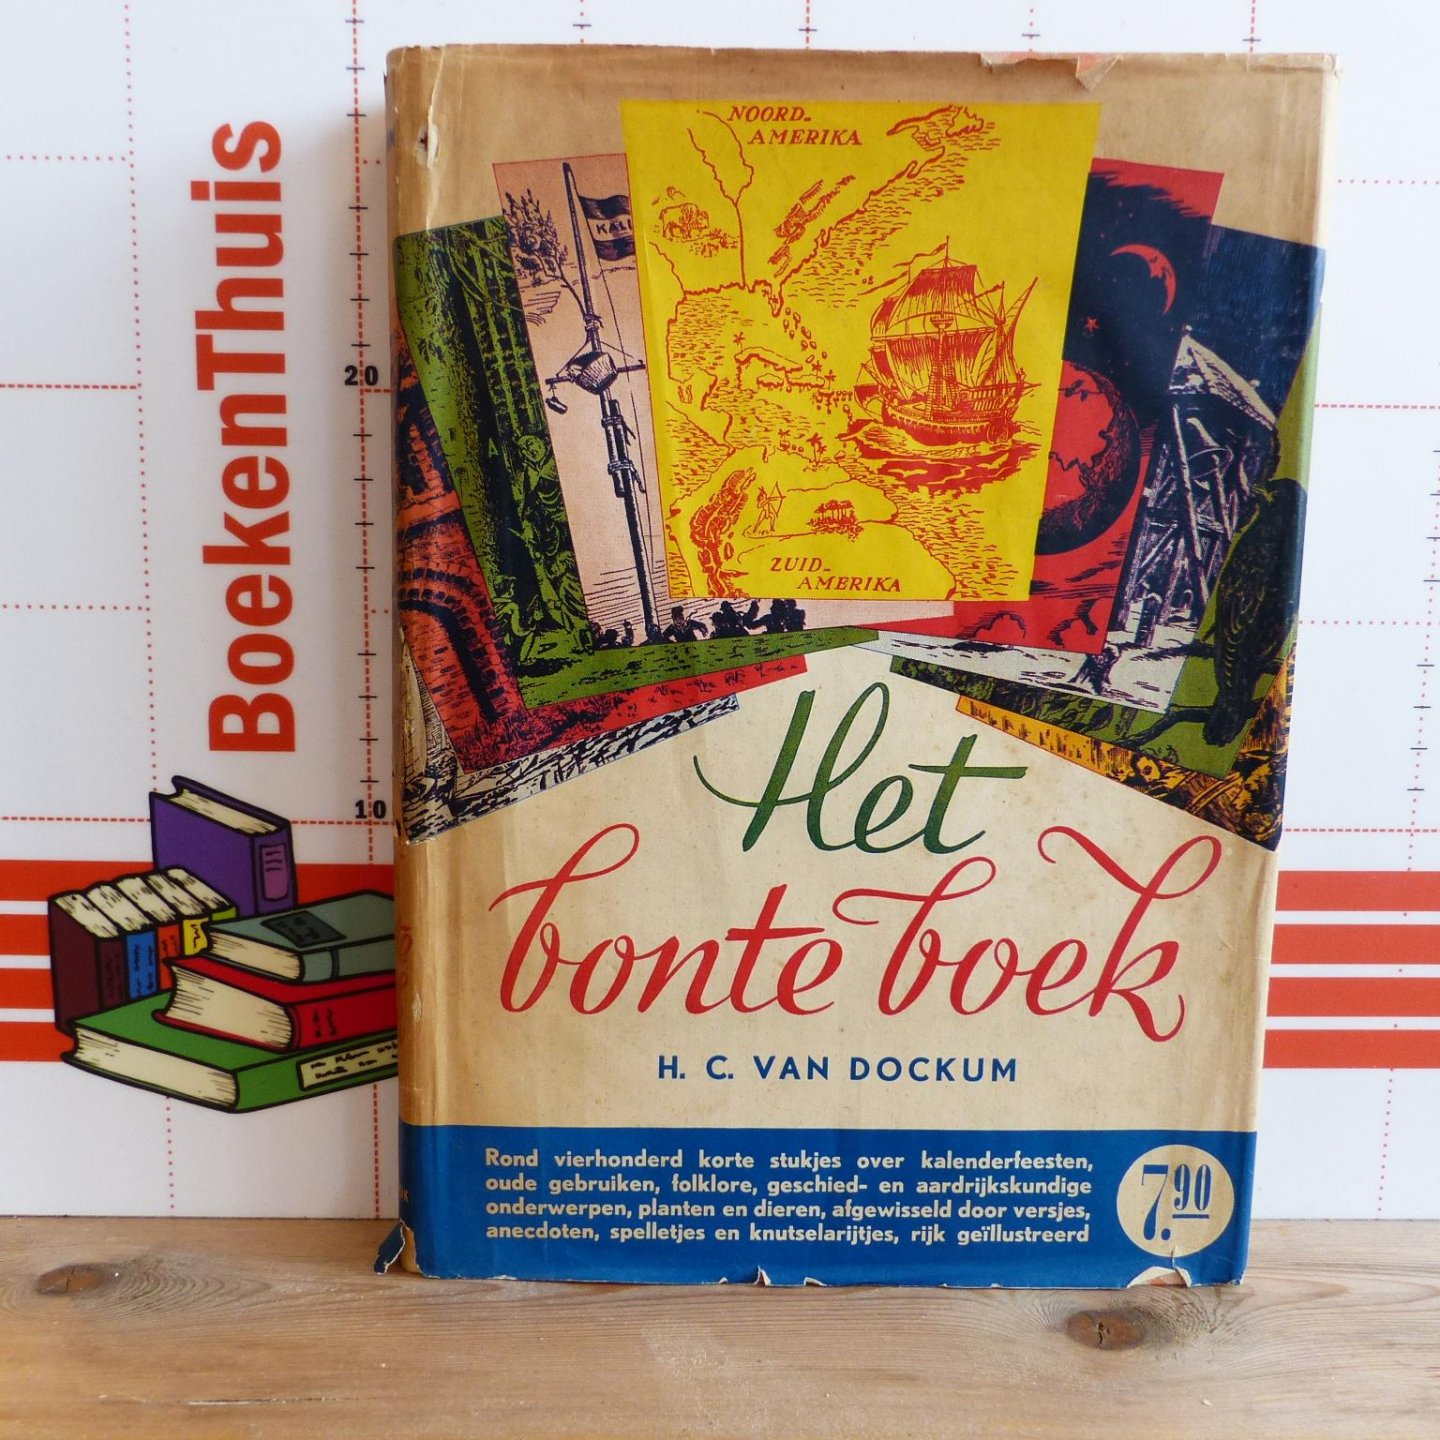 BoekenThuis
20
10
NOORD-
AMERIKA
KAL
ZUID-
AMERIKA
Het
bonte boek
H. C. VAN DOCKUM
Rond vierhonderd korte stukjes over kalenderfeesten,
oude gebruiken, folklore, geschied- en aardrijkskundige
onderwerpen, planten en dieren, afgewisseld door versjes,
anecdoten, spelletjes en knutselarijtjes, rijk geïllustreerd
7.90